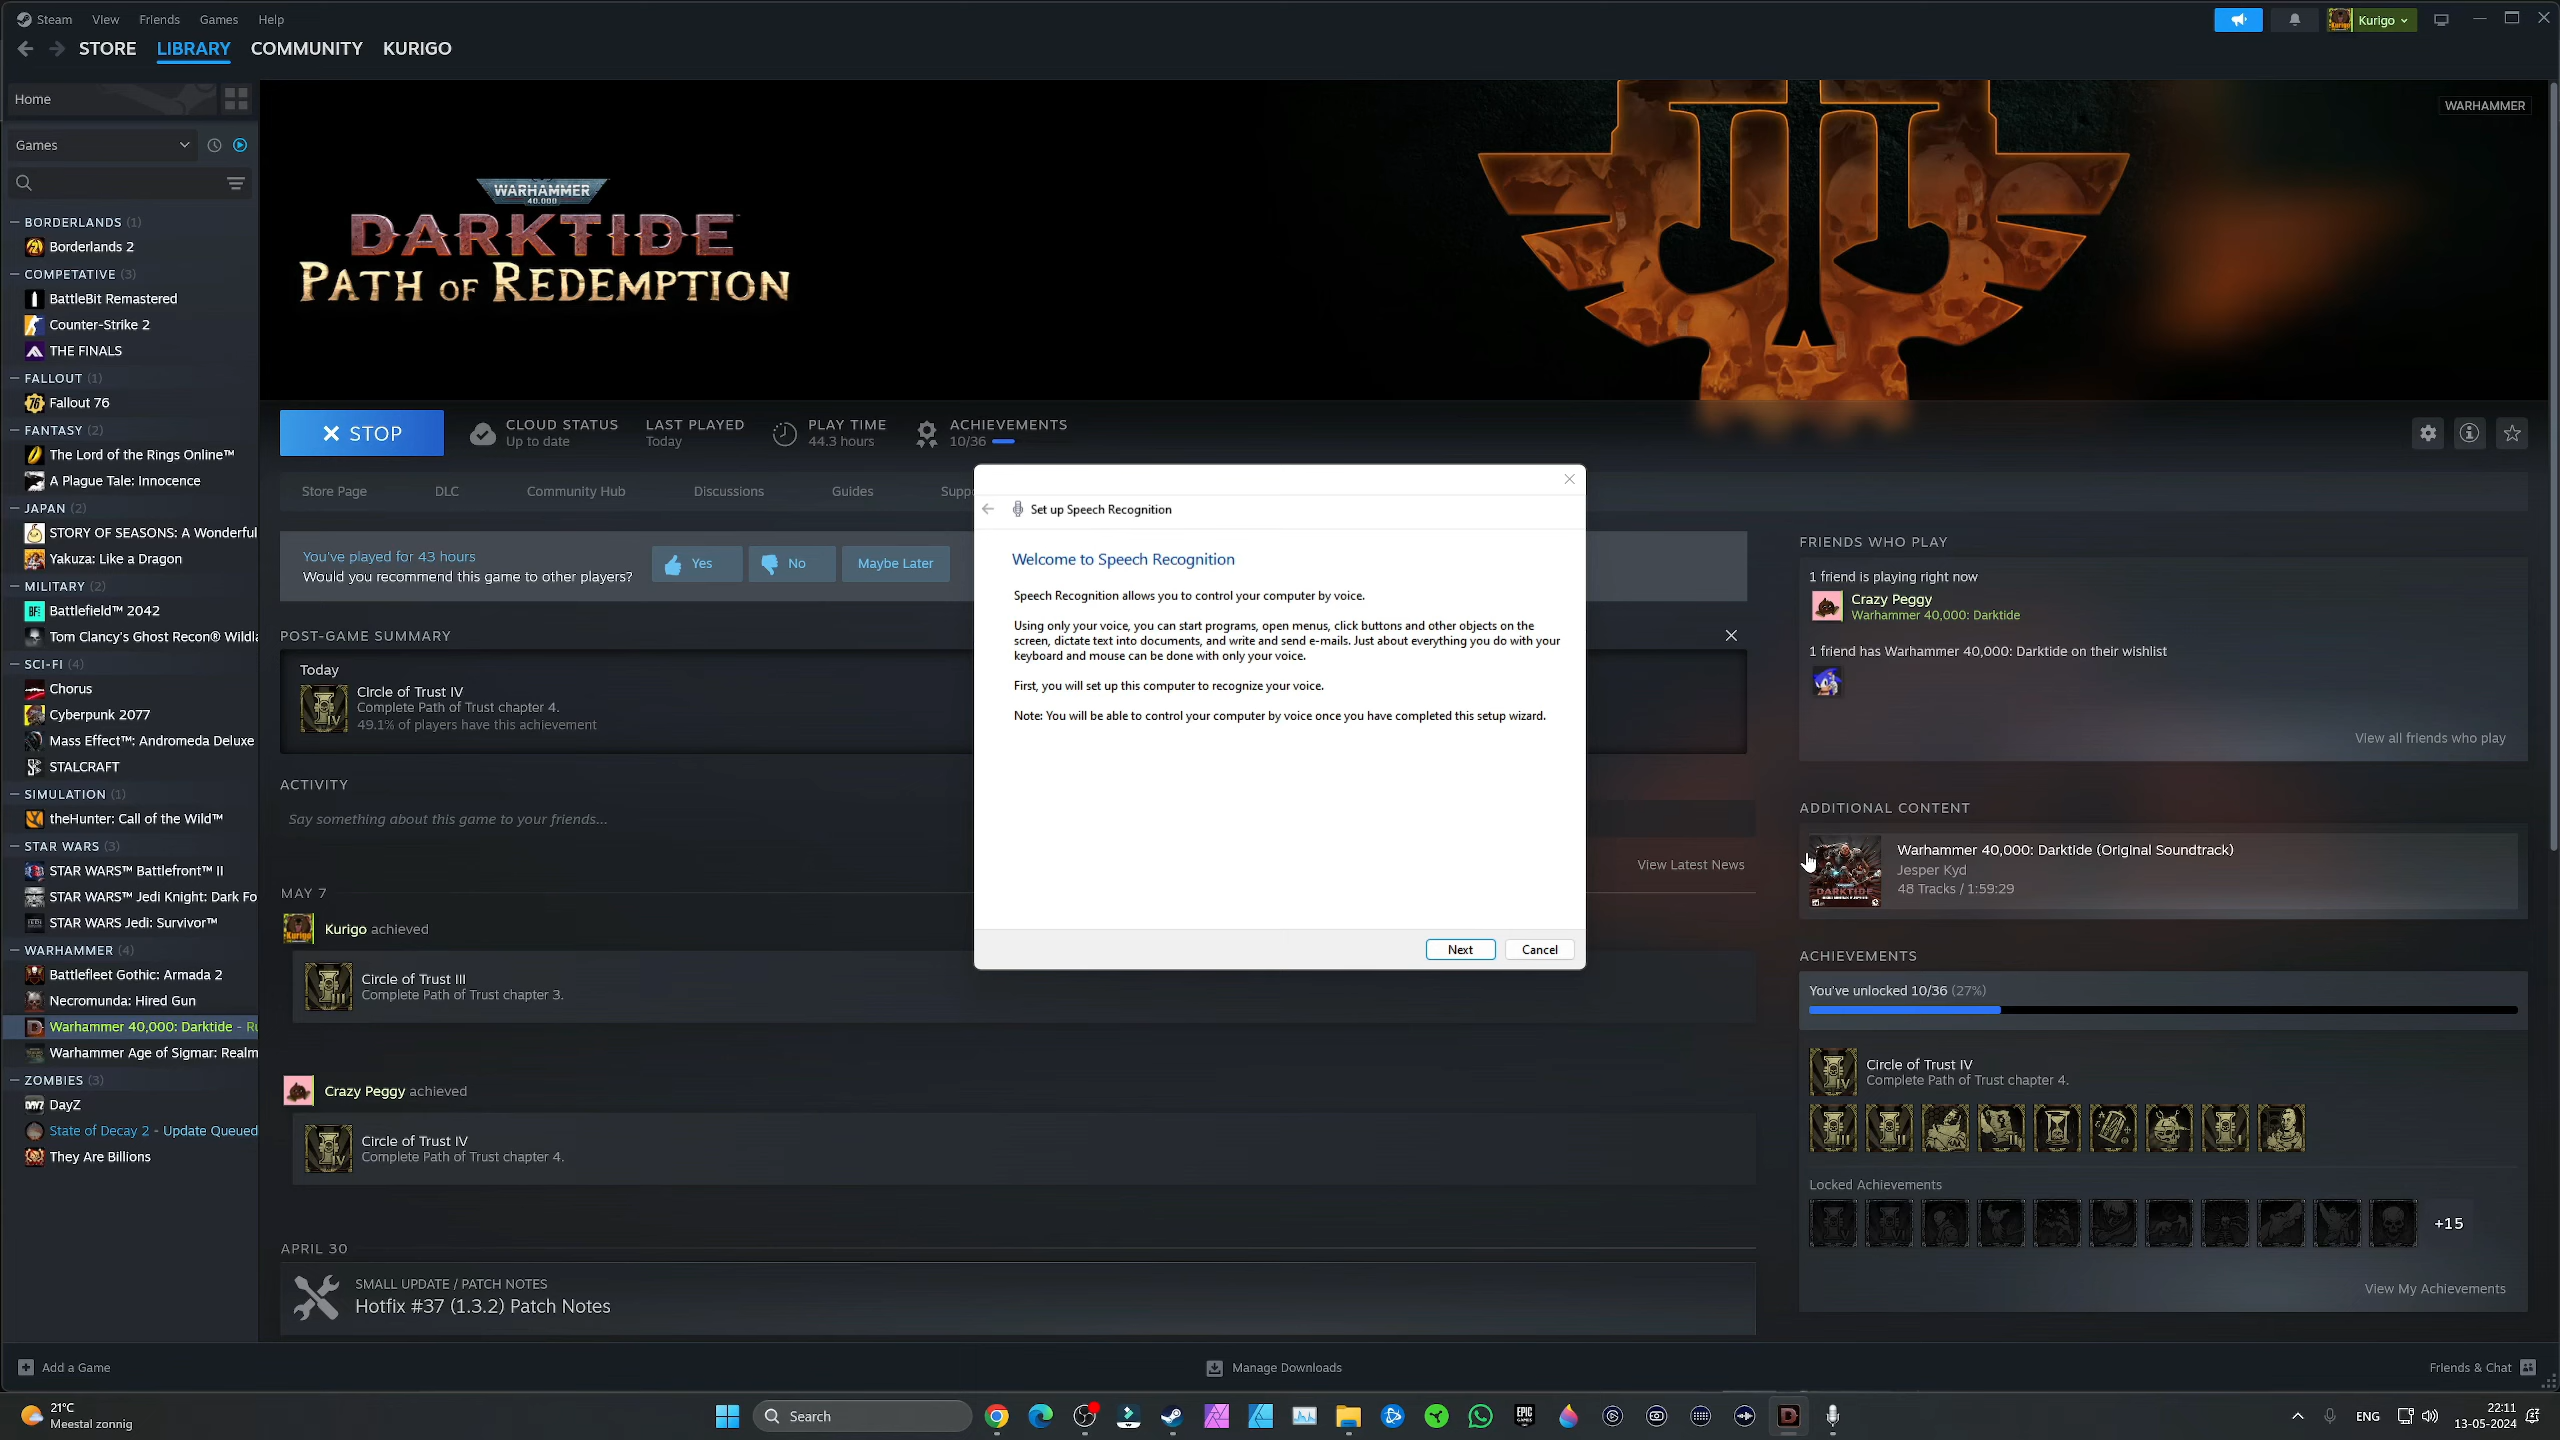 Steam View Friends Games Help
Kurigo
STORE LIBRARY COMMUNITY KURIGO
Home
Games
BORDERLANDS (1)
Borderlands 2
COMPETATIVE (3)
BattleBit Remastered
Counter-Strike 2
THE FINALS
FALLOUT (1)
Fallout 76
FANTASY (2)
The Lord of the Rings Online™
A Plague Tale: Innocence
JAPAN (2)
STORY OF SEASONS: A Wonderful
Yakuza: Like a Dragon
MILITARY (2)
Battlefield™ 2042
Tom Clancy's Ghost Recon® Wildla
SCI-FI (4)
Chorus
Cyberpunk 2077
Mass Effect™: Andromeda Deluxe
STALCRAFT
SIMULATION (1)
theHunter: Call of the Wild™
STAR WARS (3)
STAR WARS™ Battlefront™ II
STAR WARS™ Jedi Knight: Dark Fo
STAR WARS Jedi: Survivor™
WARHAMMER (4)
Battlefleet Gothic: Armada 2
Necromunda: Hired Gun
Warhammer 40,000: Darktide - Ru
Warhammer Age of Sigmar: Realm
ZOMBIES (3)
DayZ
State of Decay 2 - Update Queued
They Are Billions
WARHAMMER
WARHAMMER
40,000
DARKTIDE
PATH OF REDEMPTION
STOP
CLOUD STATUS
Up to date
LAST PLAYED
Today
PLAY TIME
44.3 hours
ACHIEVEMENTS
10/36
Store Page DLC Community Hub Discussions Guides Supp
You've played for 43 hours
Would you recommend this game to other players?
Yes No Maybe Later
POST-GAME SUMMARY
Today
Circle of Trust IV
Complete Path of Trust chapter 4.
49.1% of players have this achievement
ACTIVITY
Say something about this game to your friends...
View Latest News
MAY 7
Kurigo achieved
Circle of Trust III
Complete Path of Trust chapter 3.
Crazy Peggy achieved
Circle of Trust IV
Complete Path of Trust chapter 4.
APRIL 30
SMALL UPDATE / PATCH NOTES
Hotfix #37 (1.3.2) Patch Notes
Set up Speech Recognition
Welcome to Speech Recognition
Speech Recognition allows you to control your computer by voice.
Using only your voice, you can start programs, open menus, click buttons and other objects on the
screen, dictate text into documents, and write and send e-mails. Just about everything you do with your
keyboard and mouse can be done with only your voice.
First, you will set up this computer to recognize your voice.
Note: You will be able to control your computer by voice once you have completed this setup wizard.
Next Cancel
FRIENDS WHO PLAY
1 friend is playing right now
Crazy Peggy
Warhammer 40,000: Darktide
1 friend has Warhammer 40,000: Darktide on their wishlist
View all friends who play
ADDITIONAL CONTENT
Warhammer 40,000: Darktide (Original Soundtrack)
Jesper Kyd
48 Tracks / 1:59:29
ACHIEVEMENTS
You've unlocked 10/36 (27%)
Circle of Trust IV
Complete Path of Trust chapter 4.
Locked Achievements
+15
View My Achievements
Add a Game
Manage Downloads
Friends & Chat
21°C
Meestal zonnig
Search
ENG
22:11
13-05-2024